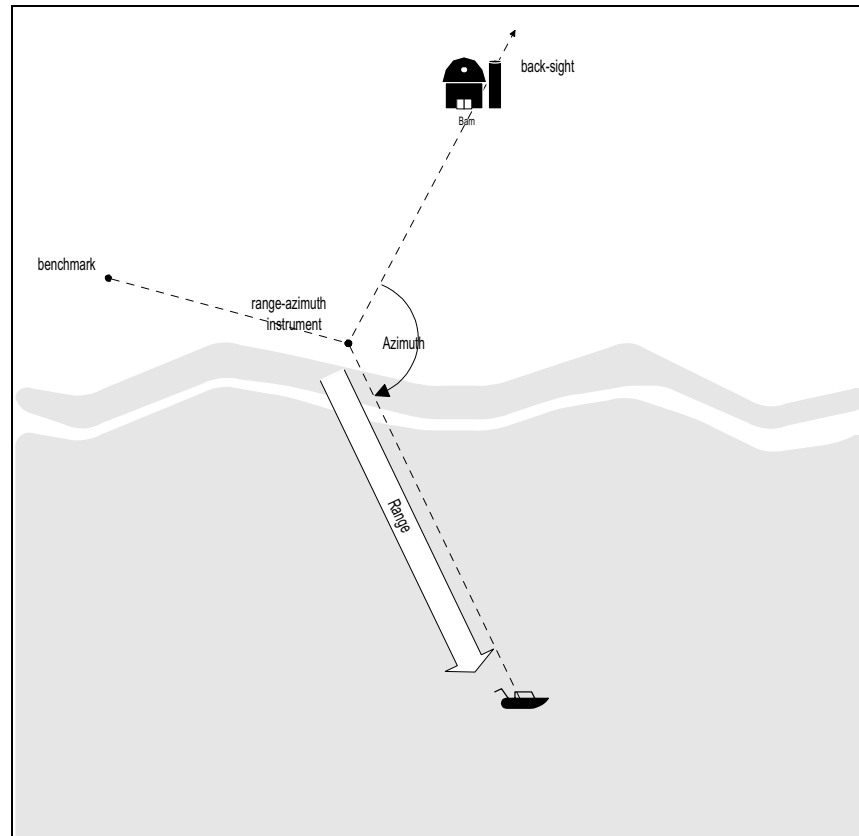 back-sight
Barn
benchmark
range-azimuth
instrument
Azimuth
Range